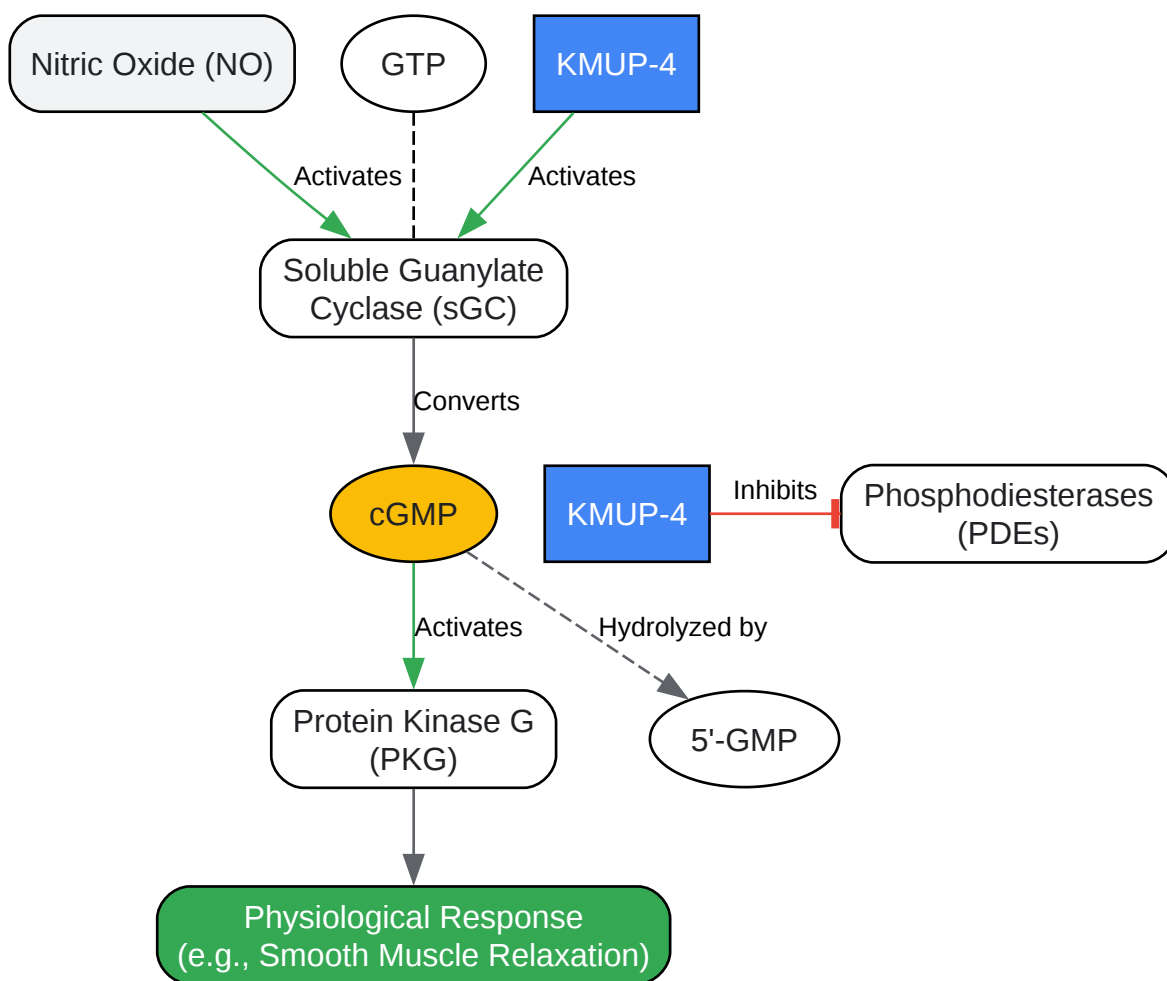 Nitric Oxide (NO)
GTP
KMUP-4
Activates
Activates
Soluble Guanylate
Cyclase (sGC)
Converts
cGMP
KMUP-4
Inhibits
Phosphodiesterases
(PDEs)
Activates
Hydrolyzed by
Protein Kinase G
(PKG)
5'-GMP
Physiological Response
(e.g., Smooth Muscle Relaxation)